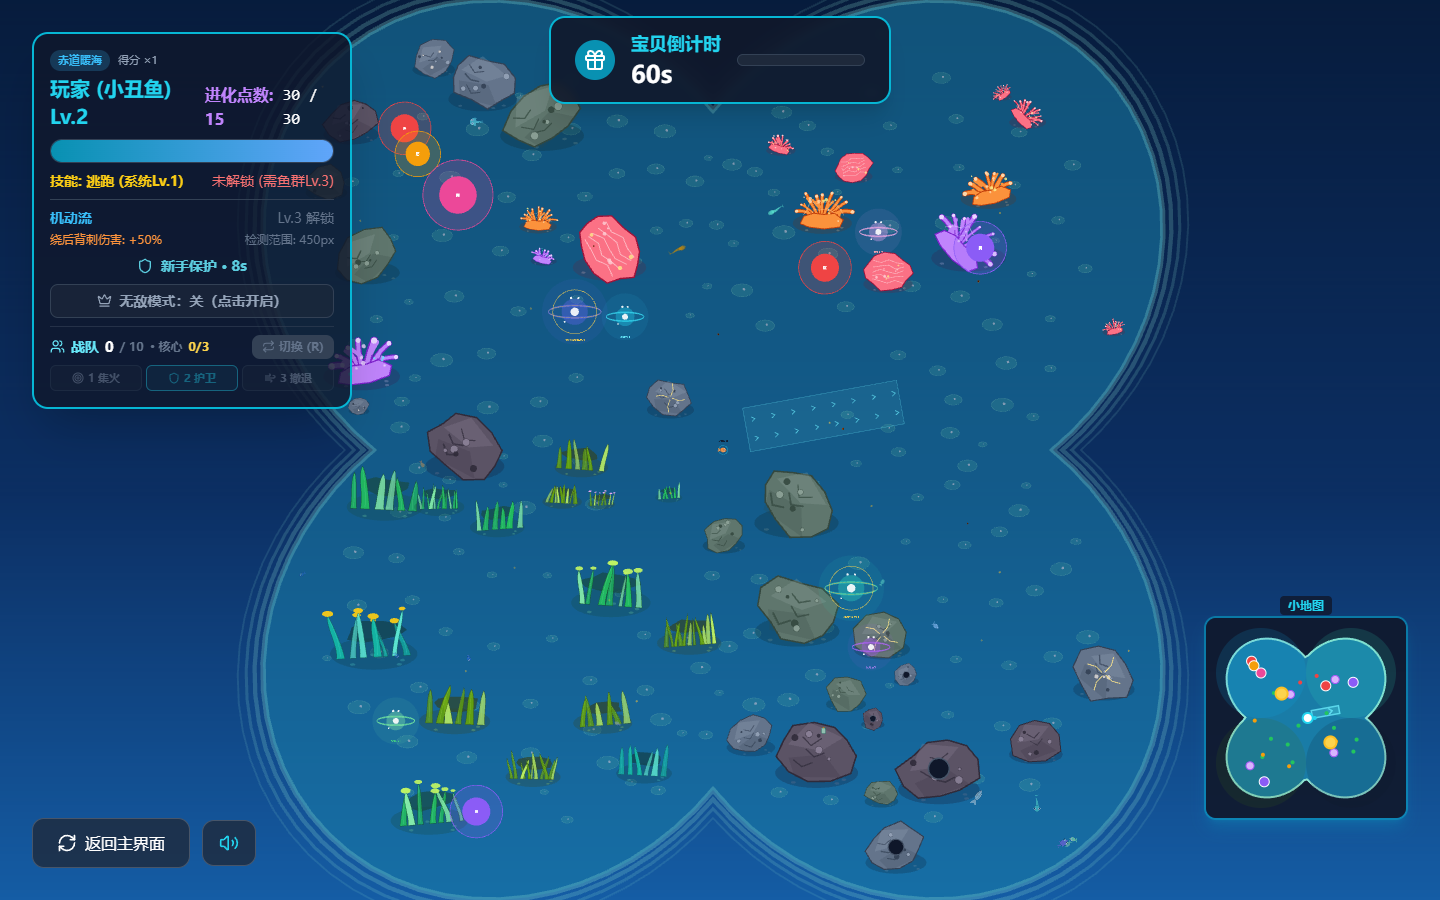 赤道暖海 得分 ×1
玩家 (小丑鱼)
Lv.2
进化点数:
15
30 /
30
技能: 逃跑 (系统Lv.1) 未解锁 (需鱼群Lv.3)
机动流 Lv.3 解锁
绕后背刺伤害: +50% 检测范围: 450px
新手保护 • 8s
无敌模式：关（点击开启）
战队 0 / 10 • 核心 0/3 切换 (R)
1 集火 2 护卫 3 撤退
宝贝倒计时
60s
小地图
返回主界面